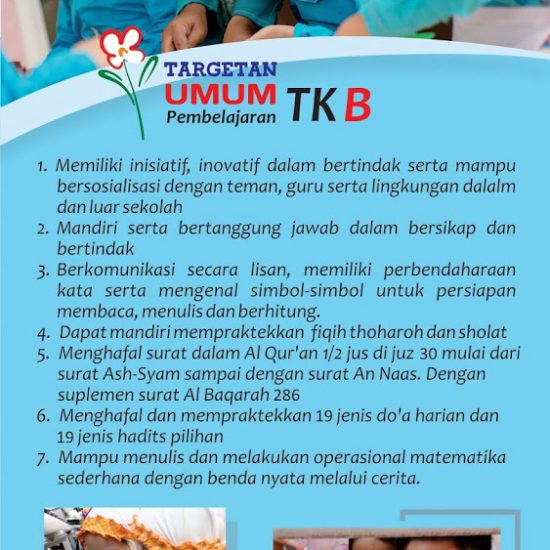 TARGETAN
UMUM
Pembelajaran TK B
1. Memiliki inisiatif, inovatif dalam bertindak serta mampu
bersosialisasi dengan teman, guru serta lingkungan dalalm
dan luar sekolah
2. Mandiri serta bertanggung jawab dalam bersikap dan
bertindak
3. Berkomunikasi secara lisan, memiliki perbendaharaan
kata serta mengenal simbol-simbol untuk persiapan
membaca, menulis dan berhitung.
4. Dapat mandiri mempraktekkan fiqih thoharoh dan sholat
5. Menghafal surat dalam Al Qur'an 1/2 jus di juz 30 mulai dari
surat Ash-Syam sampai dengan surat An Naas. Dengan
suplemen surat Al Baqarah 286
6. Menghafal dan mempraktekkan 19 jenis do'a harian dan
19 jenis hadits pilihan
7. Mampu menulis dan melakukan operasional matematika
sederhana dengan benda nyata melalui cerita.